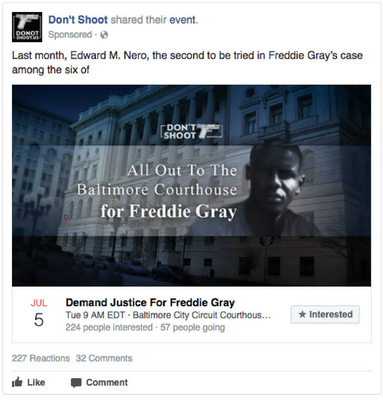 Don't Shoot shared their event.
DONOT
SHOOT.US
Sponsored ·
Last month, Edward M. Nero, the second to be tried in Freddie Gray's case
among the six of
DON'T
SHOOT
All Out To The
Baltimore Courthouse
for Freddie Gray
JUL
5
Demand Justice For Freddie Gray
Tue 9 AM EDT · Baltimore City Circuit Courthous...
224 people interested · 57 people going
★ Interested
227 Reactions 32 Comments
Like Comment